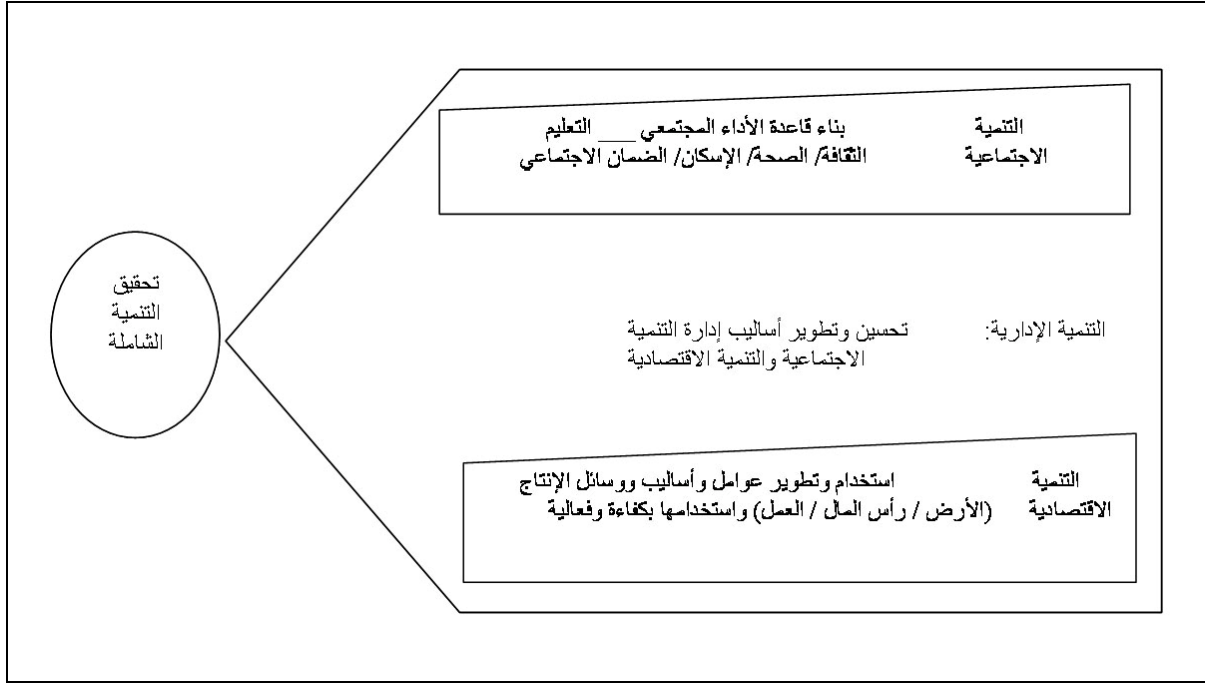 التنمية بناء قاعدة الأداء المجتمعي ___ التعليم
الاجتماعية الثقافة/ الصحة/ الإسكان/ الضمان الاجتماعي
التنمية الإدارية: تحسين وتطوير أساليب إدارة التنمية
الاجتماعية والتنمية الاقتصادية
التنمية استخدام وتطوير عوامل وأساليب ووسائل الإنتاج
الاقتصادية (الأرض / رأس المال / العمل) واستخدامها بكفاءة وفعالية
تحقيق
التنمية
الشاملة